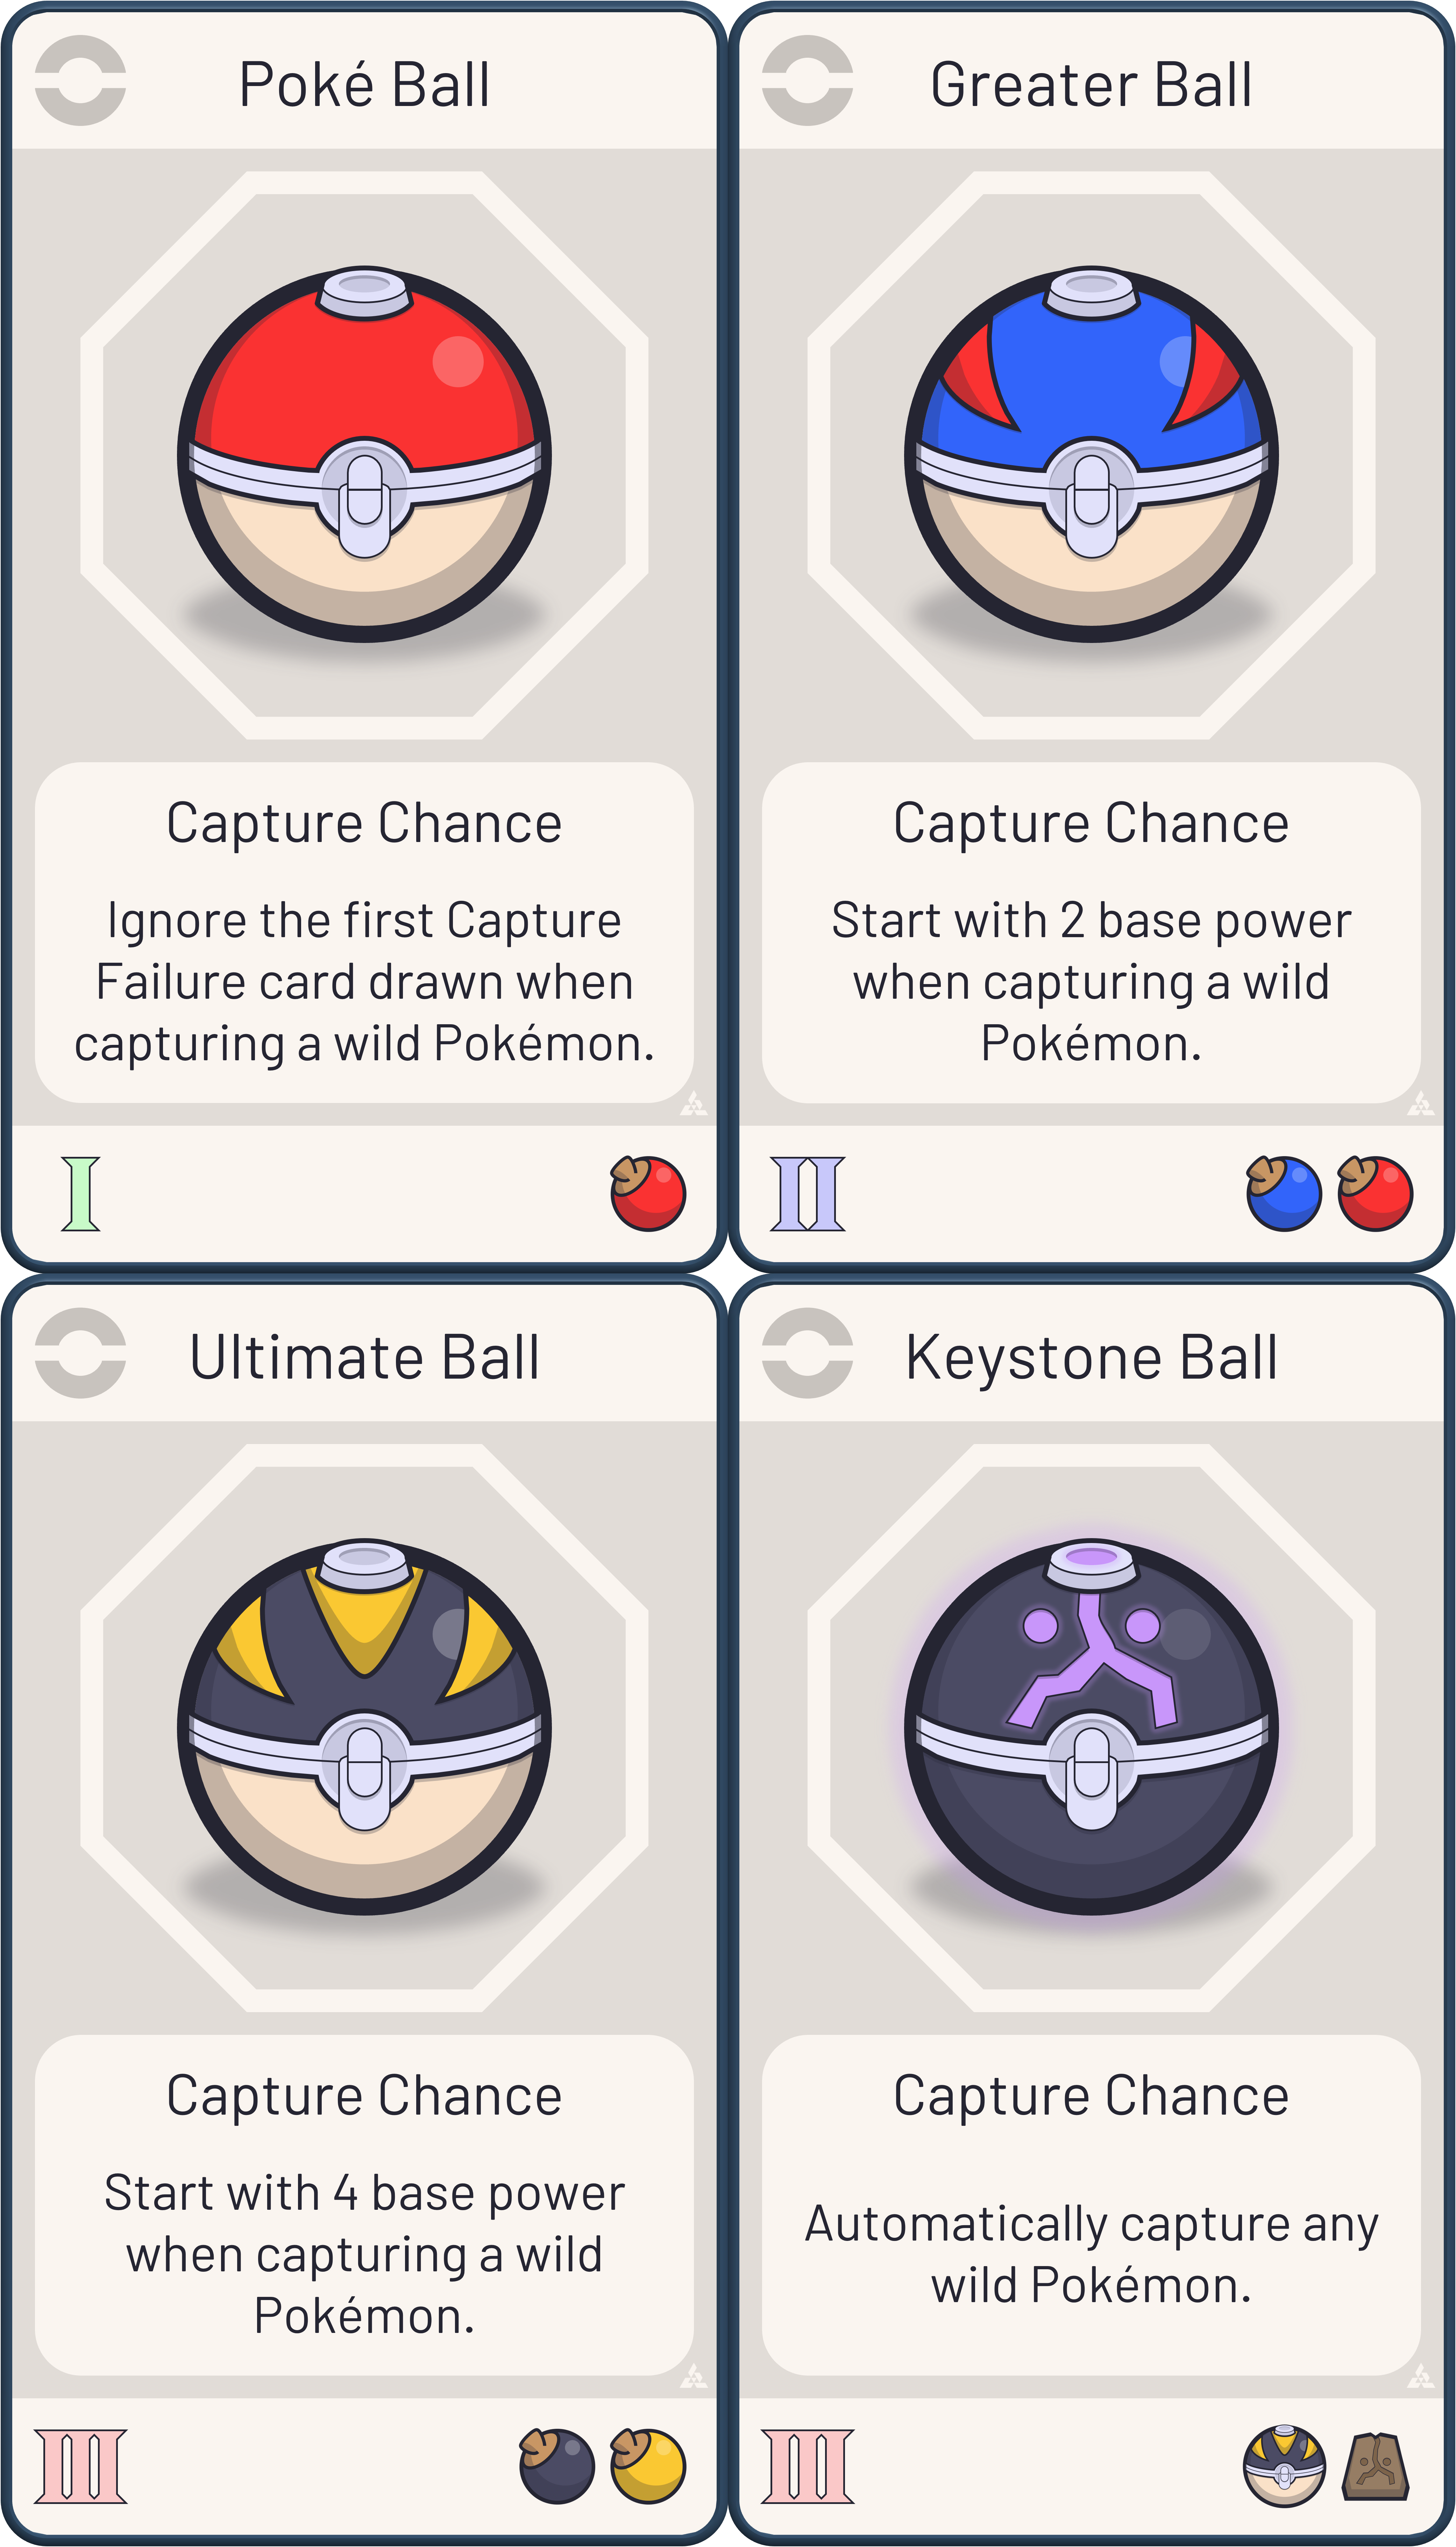 Poké Ball
Capture Chance
Ignore the first Capture
Failure card drawn when
capturing a wild Pokémon.
I
Greater Ball
Capture Chance
Start with 2 base power
when capturing a wild
Pokémon.
II
Ultimate Ball
Capture Chance
Start with 4 base power
when capturing a wild
Pokémon.
III
Keystone Ball
Capture Chance
Automatically capture any
wild Pokémon.
III